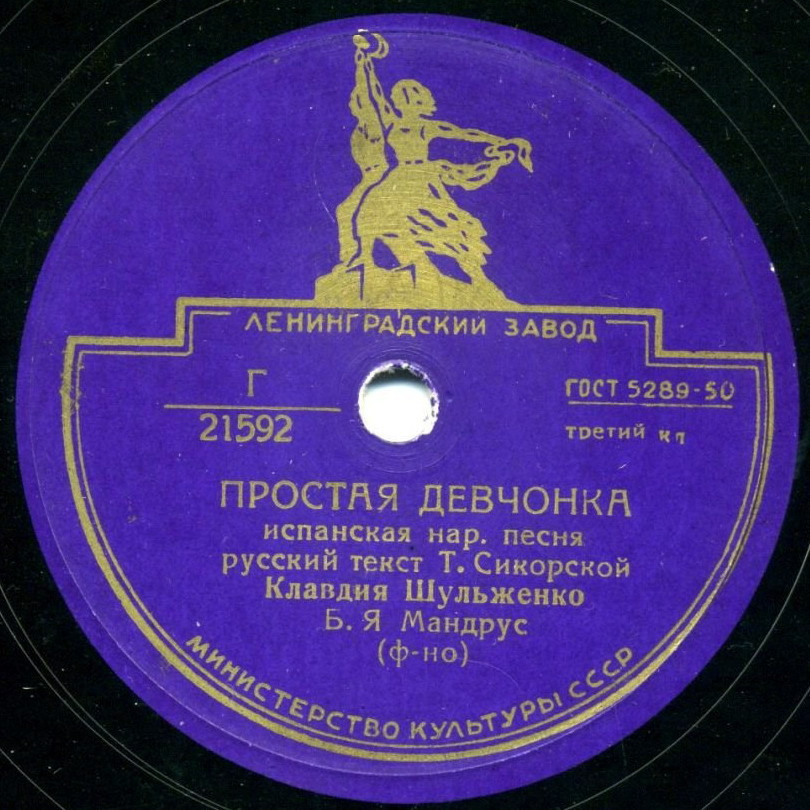 ЛЕНИНГРАДСКИЙ ЗАВОД
Г
21592
ГОСТ 5289-50
третий кл
ПРОСТАЯ ДЕВЧОНКА
испанская нар. песня
русский текст Т. Сикорской
Клавдия Шульженко
Б. Я Мандрус
(ф-но)
МИНИСТЕРСТВО КУЛЬТУРЫ СССР